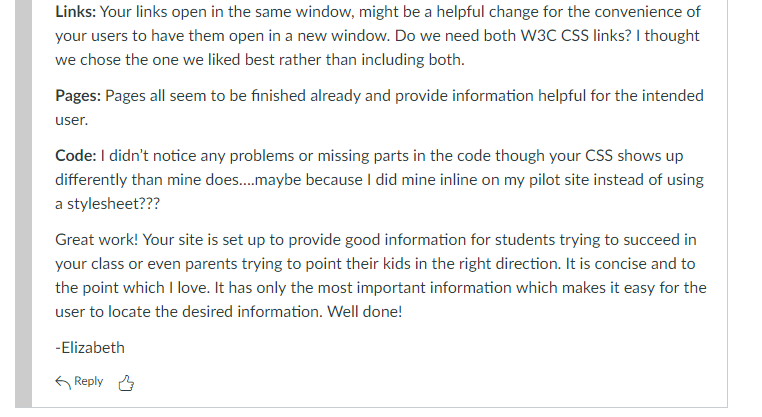 Links: Your links open in the same window, might be a helpful change for the convenience of
your users to have them open in a new window. Do we need both W3C CSS links? I thought
we chose the one we liked best rather than including both.
Pages: Pages all seem to be finished already and provide information helpful for the intended
user.
Code: I didn't notice any problems or missing parts in the code though your CSS shows up
differently than mine does....maybe because I did mine inline on my pilot site instead of using
a stylesheet???
Great work! Your site is set up to provide good information for students trying to succeed in
your class or even parents trying to point their kids in the right direction. It is concise and to
the point which I love. It has only the most important information which makes it easy for the
user to locate the desired information. Well done!
-Elizabeth
Reply